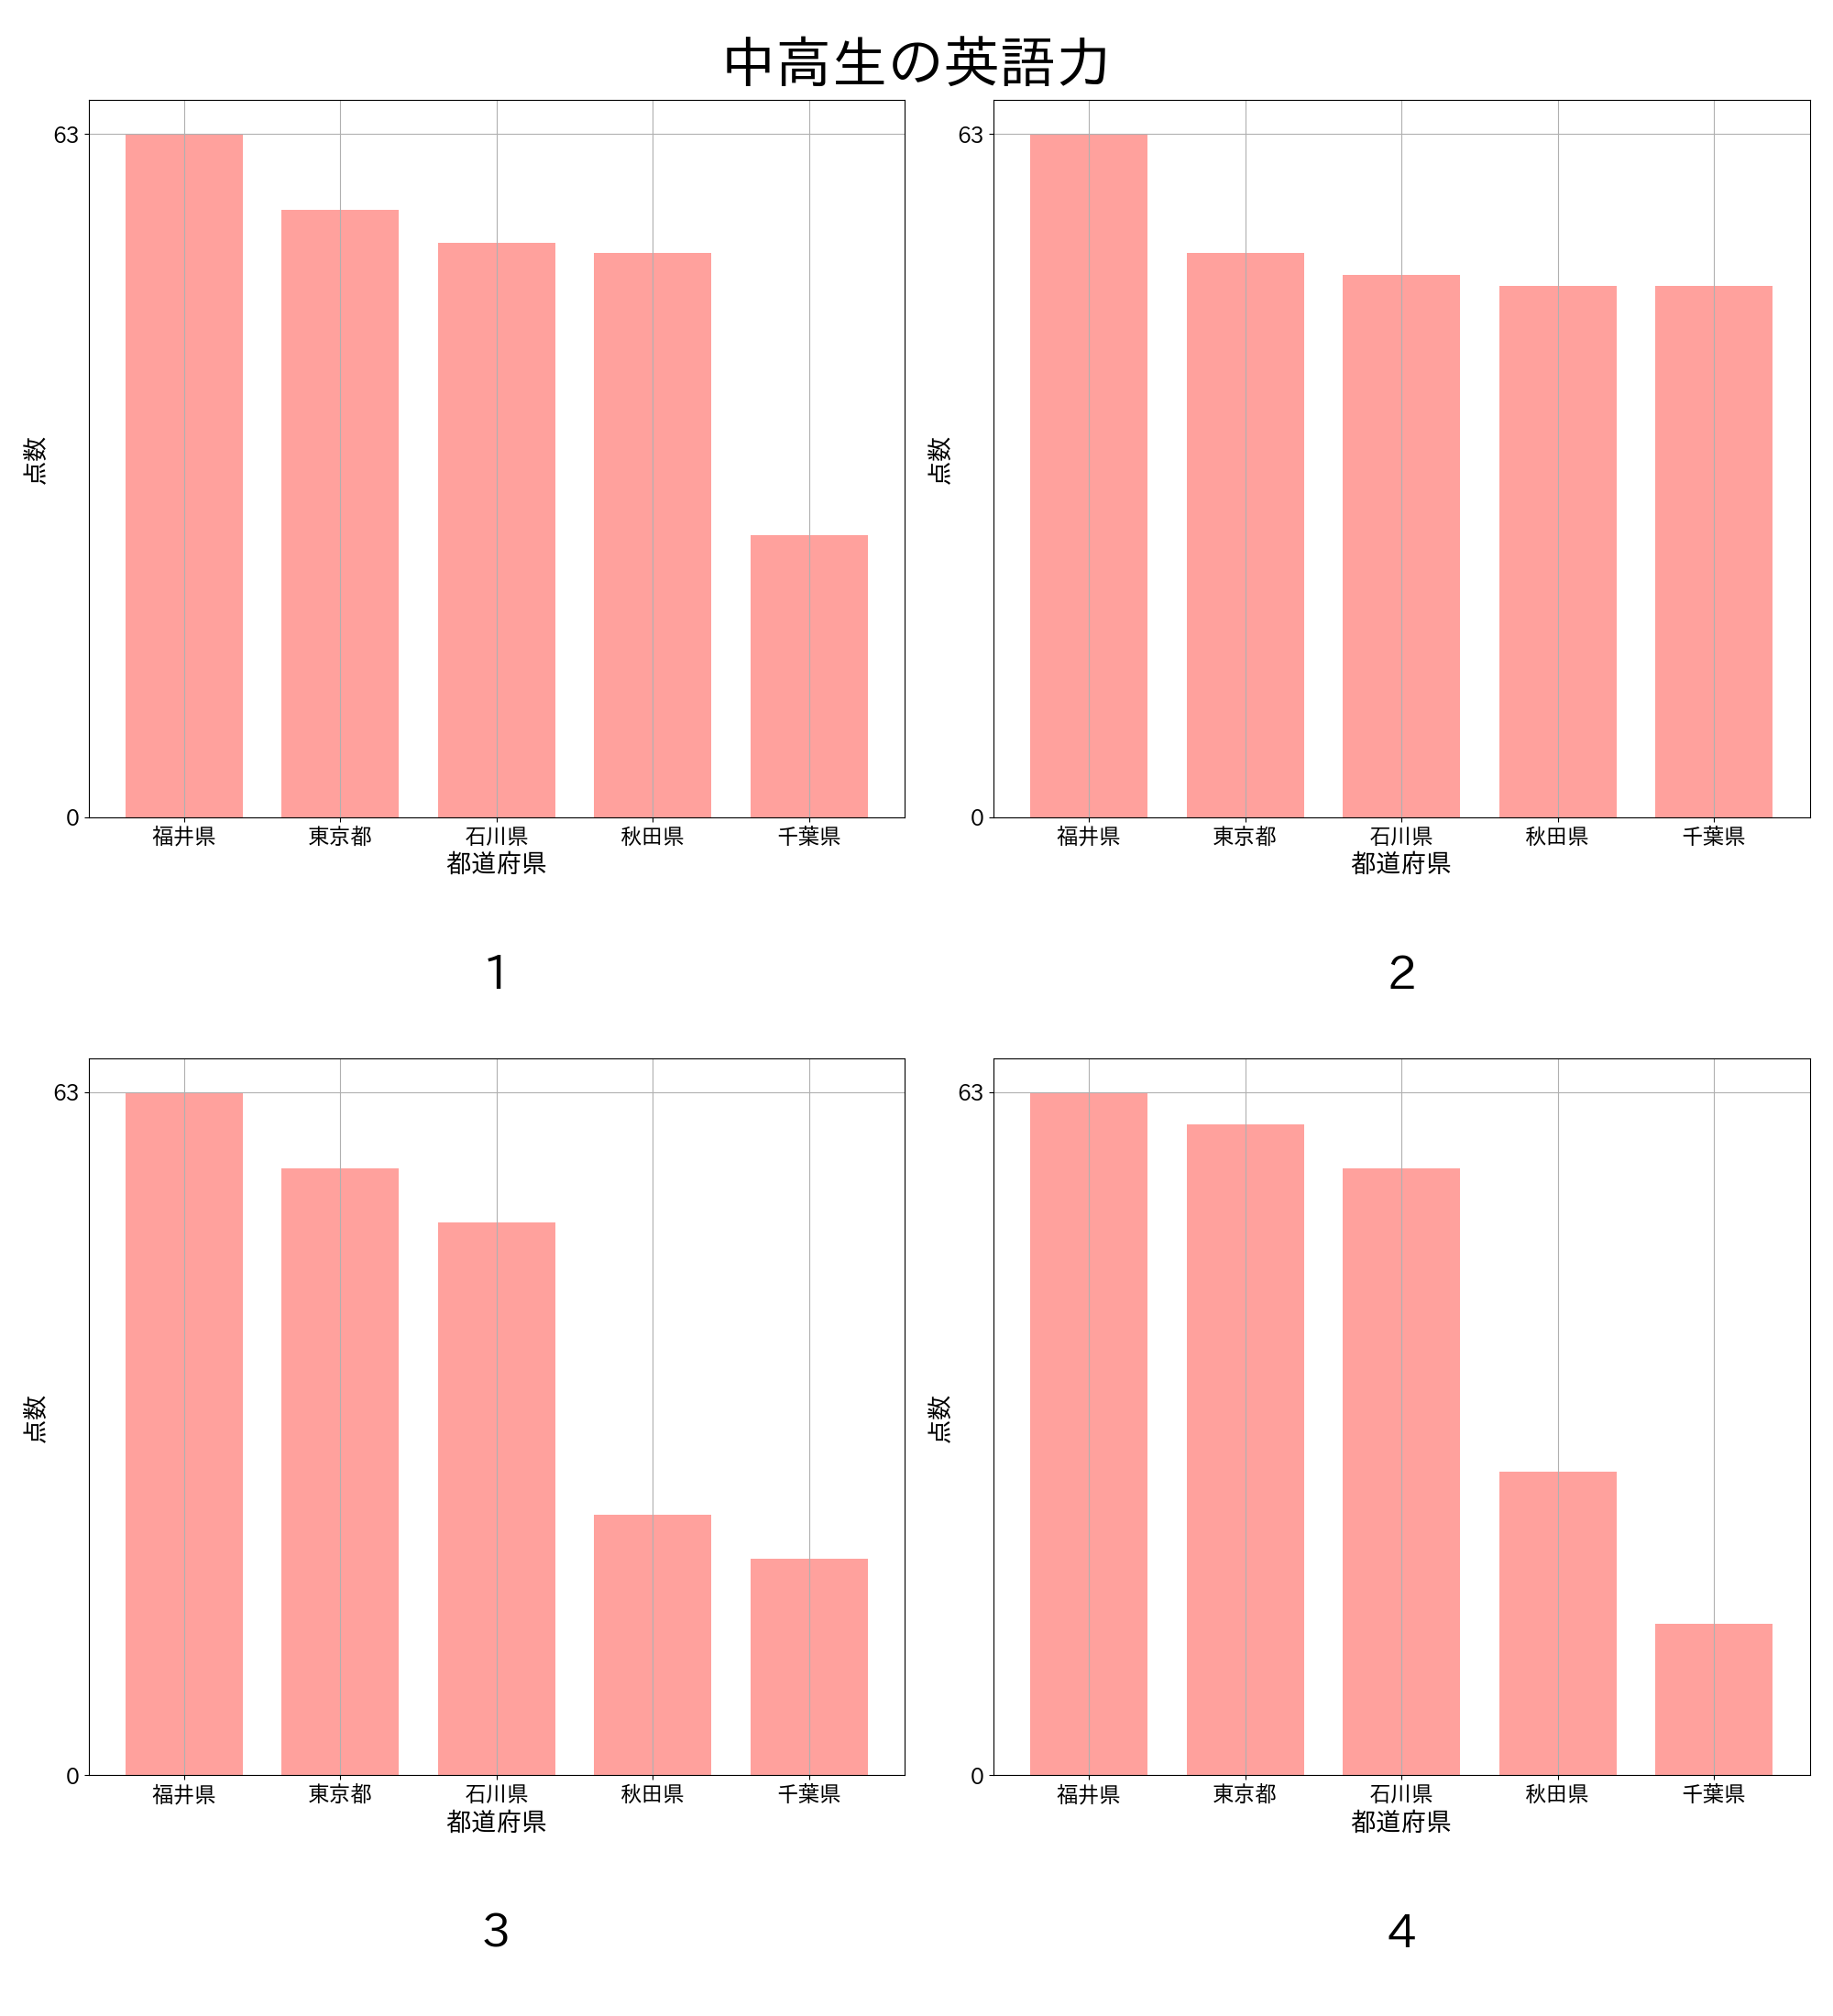 中高生の英語力
63
0
点数
福井県 東京都 石川県 秋田県 千葉県
都道府県
1
63
0
点数
福井県 東京都 石川県 秋田県 千葉県
都道府県
2
63
0
点数
福井県 東京都 石川県 秋田県 千葉県
都道府県
3
63
0
点数
福井県 東京都 石川県 秋田県 千葉県
都道府県
4